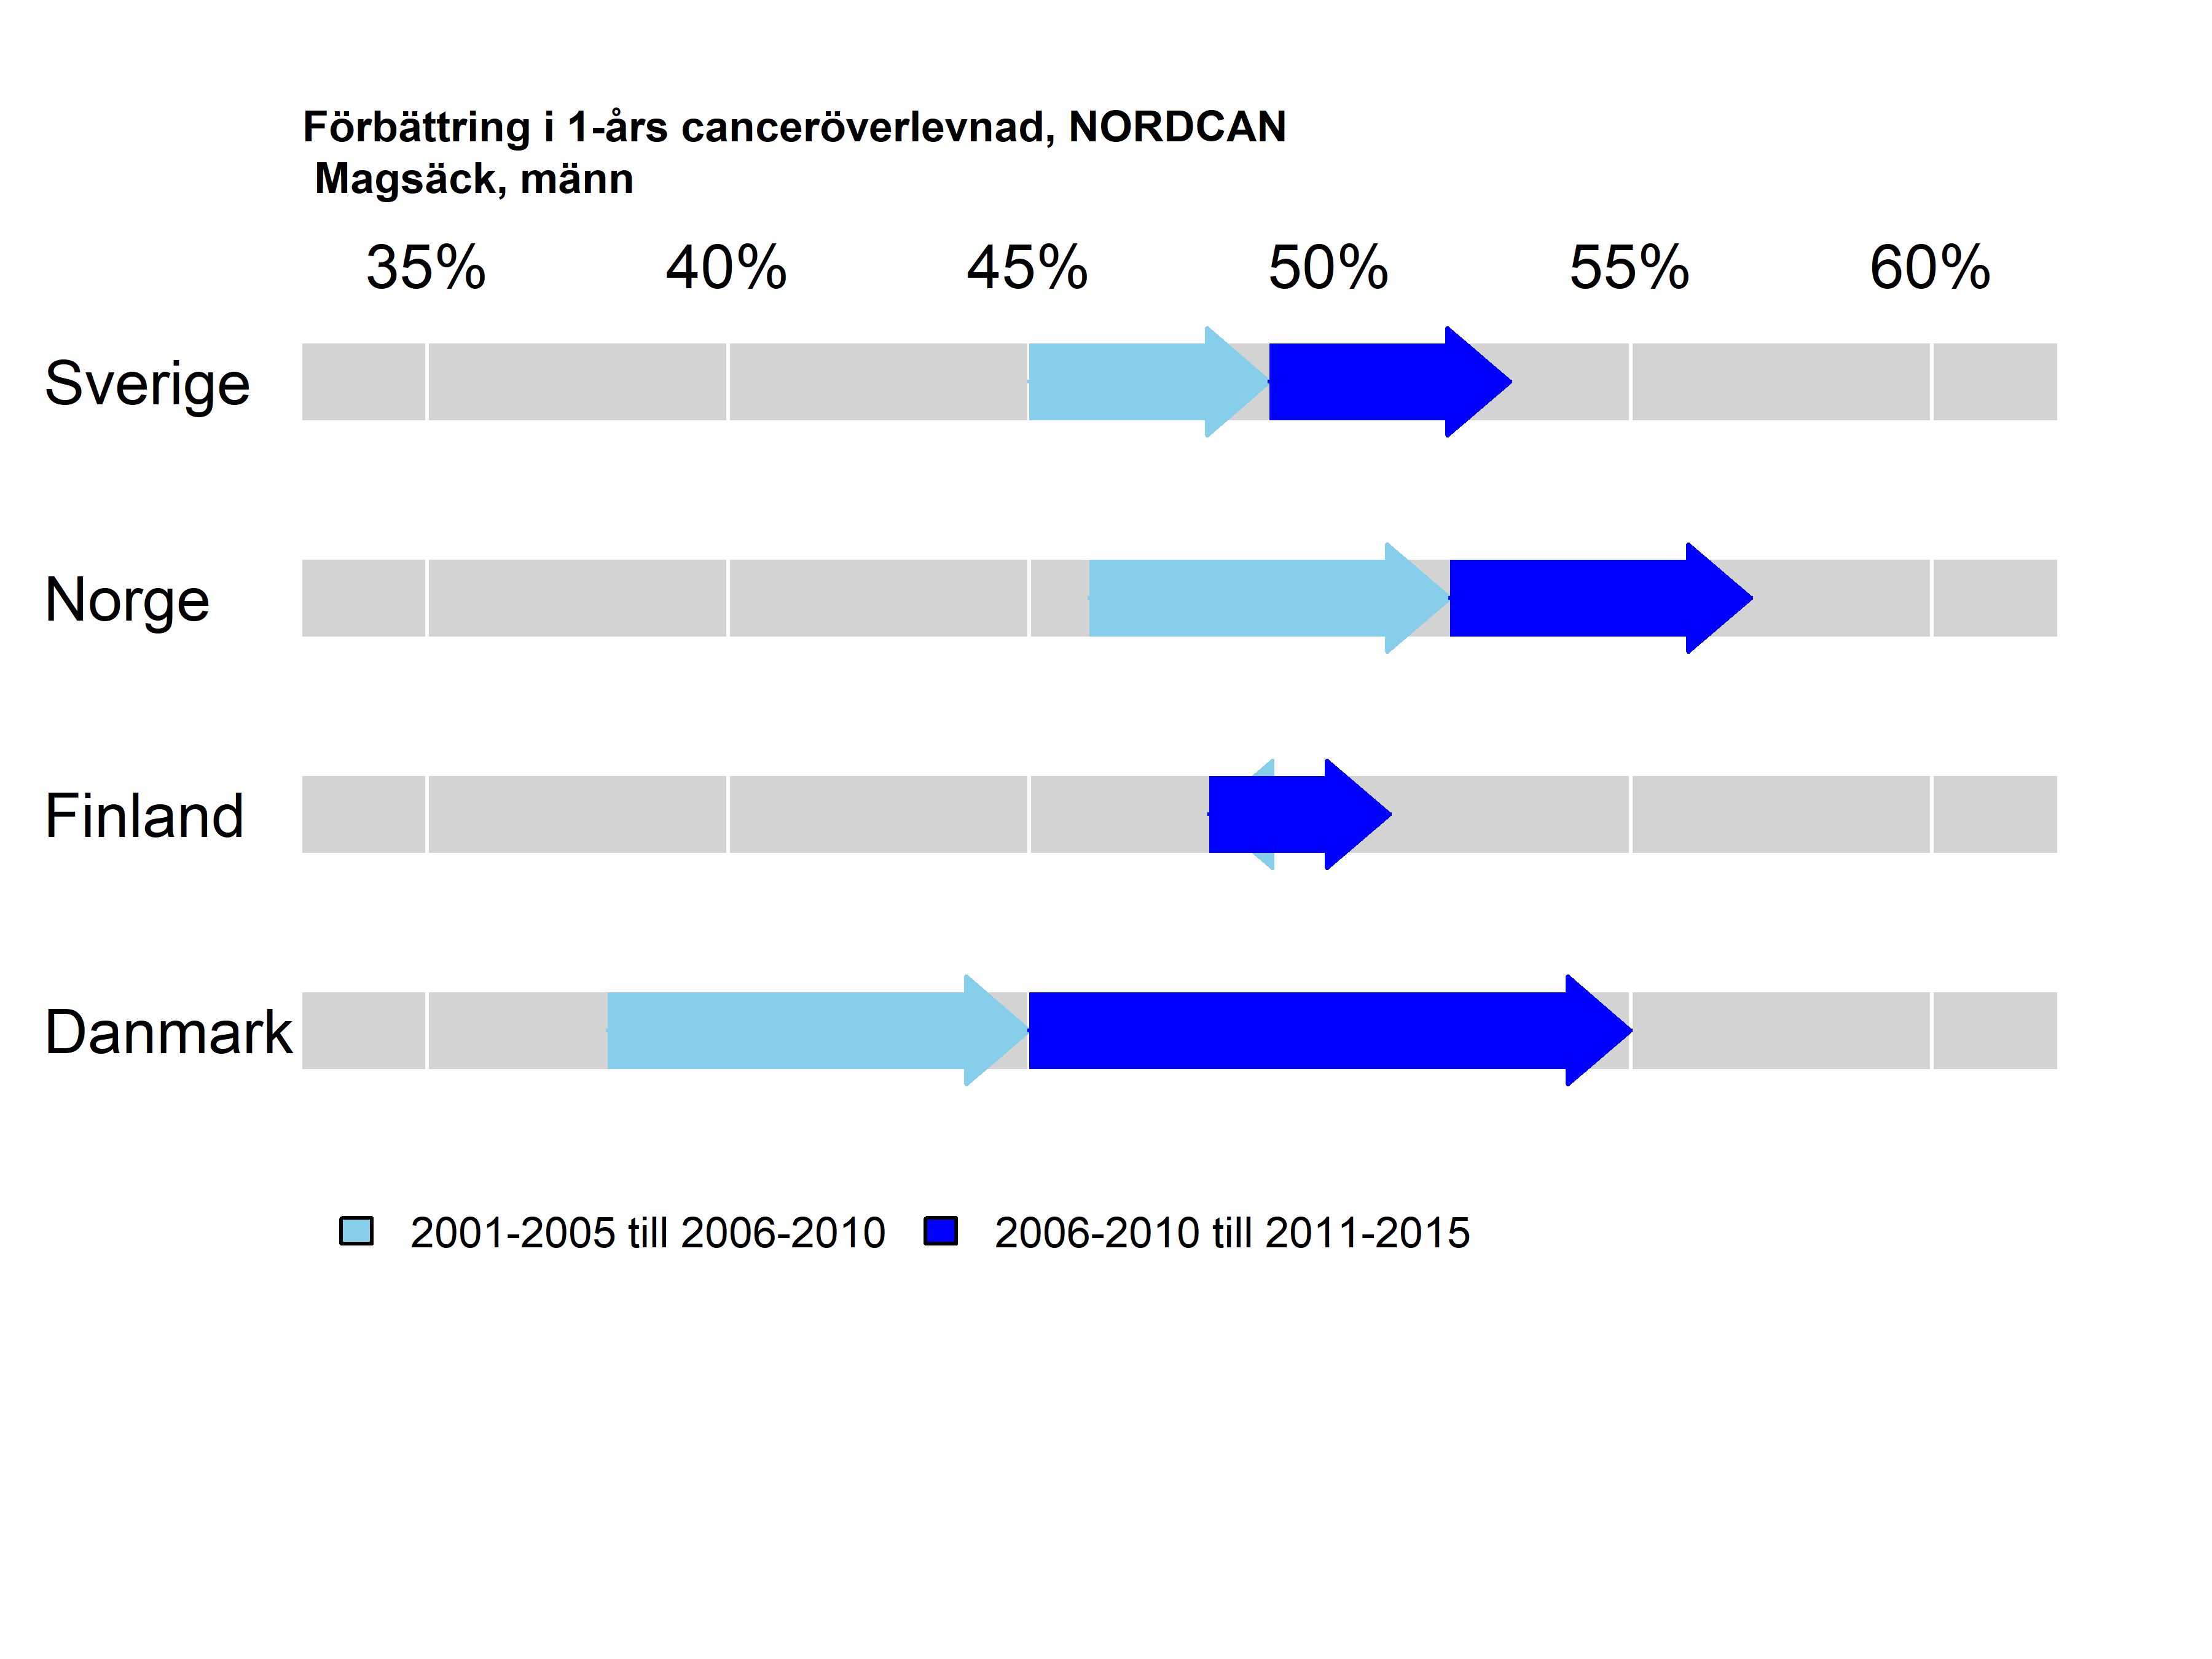 Förbättring i 1-års canceröverlevnad, NORDCAN
Magsäck, männ
35% 40% 45% 50% 55% 60%
Sverige
Norge
Finland
Danmark
2001-2005 till 2006-2010 2006-2010 till 2011-2015